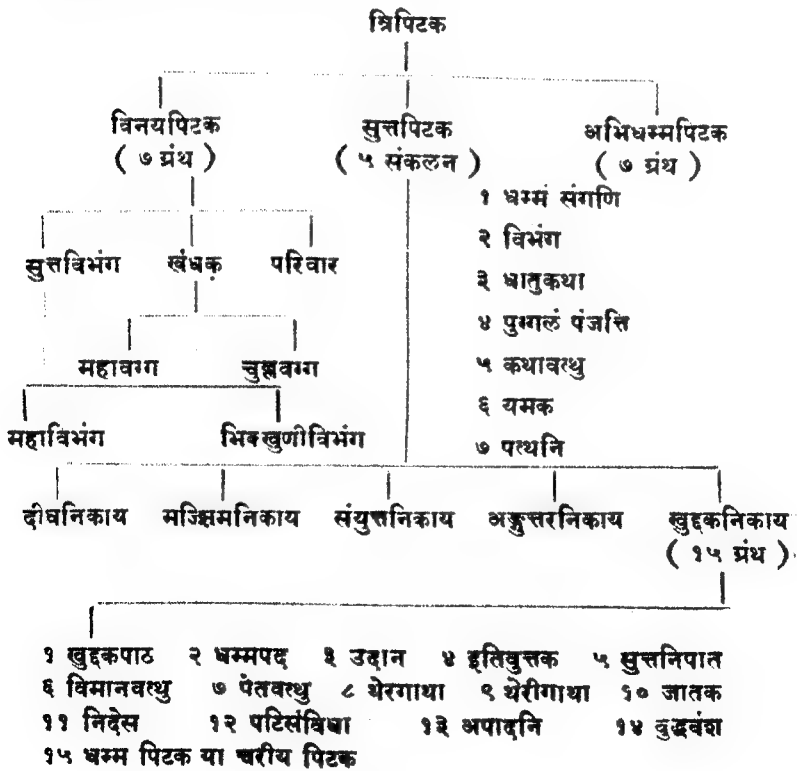 त्रिपिटक
विनयपिटक सुत्तपिटक अभिधम्मपिटक
( ७ ग्रंथ ) ( ५ संकलन ) ( ७ ग्रंथ )
१ धम्मं संगणि
२ विभंग
सुत्तविभंग खंधक़ परिवार
३ धातुकथा
४ पुग्गलं पंजत्ति
महावग्ग चुल्लवग्ग
५ कथावत्थु
६ यमक
महाविभंग भिक्खुणीविभंग
७ पत्थनि
दीघनिकाय मज्झिमनिकाय संयुत्तनिकाय अङ्गुत्तरनिकाय खुद्दकनिकाय
( १५ ग्रंथ )
१ खुद्दकपाठ २ धम्मपद ३ उदान ४ इतिवुत्तक ५ सुत्तनिपात
६ विमानवत्थु ७ पेतवत्थु ८ थेरगाथा ९ थेरीगाथा १० जातक
११ निदेस १२ पटिसंविधा १३ अपादनि १४ वुद्धवंश
१५ धम्म पिटक या चरीय पिटक